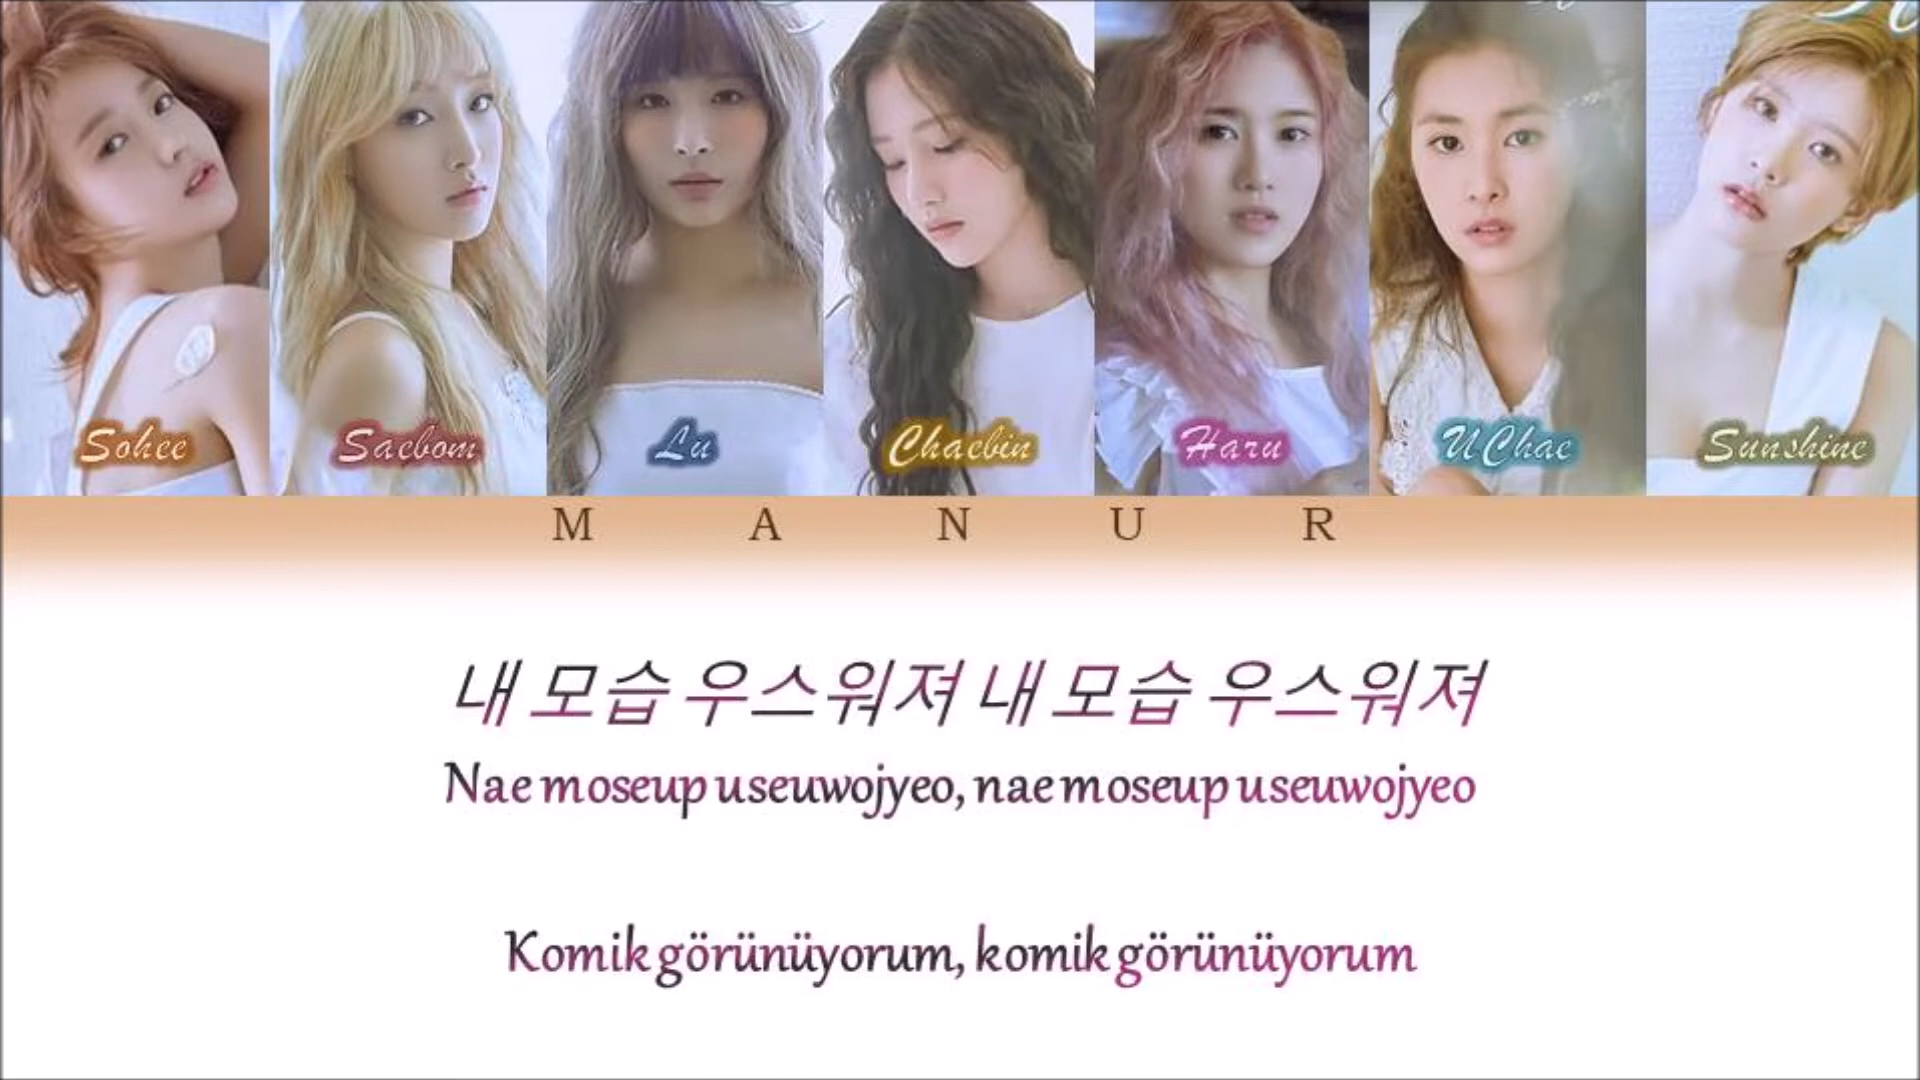 Sohee Saebom Lu Chaebin Haru UChae Sunshine
M A N U R
내 모습 우스워져 내 모습 우스워져
Nae moseup useuwojyeo, nae moseup useuwojyeo
Komik görünüyorum, komik görünüyorum